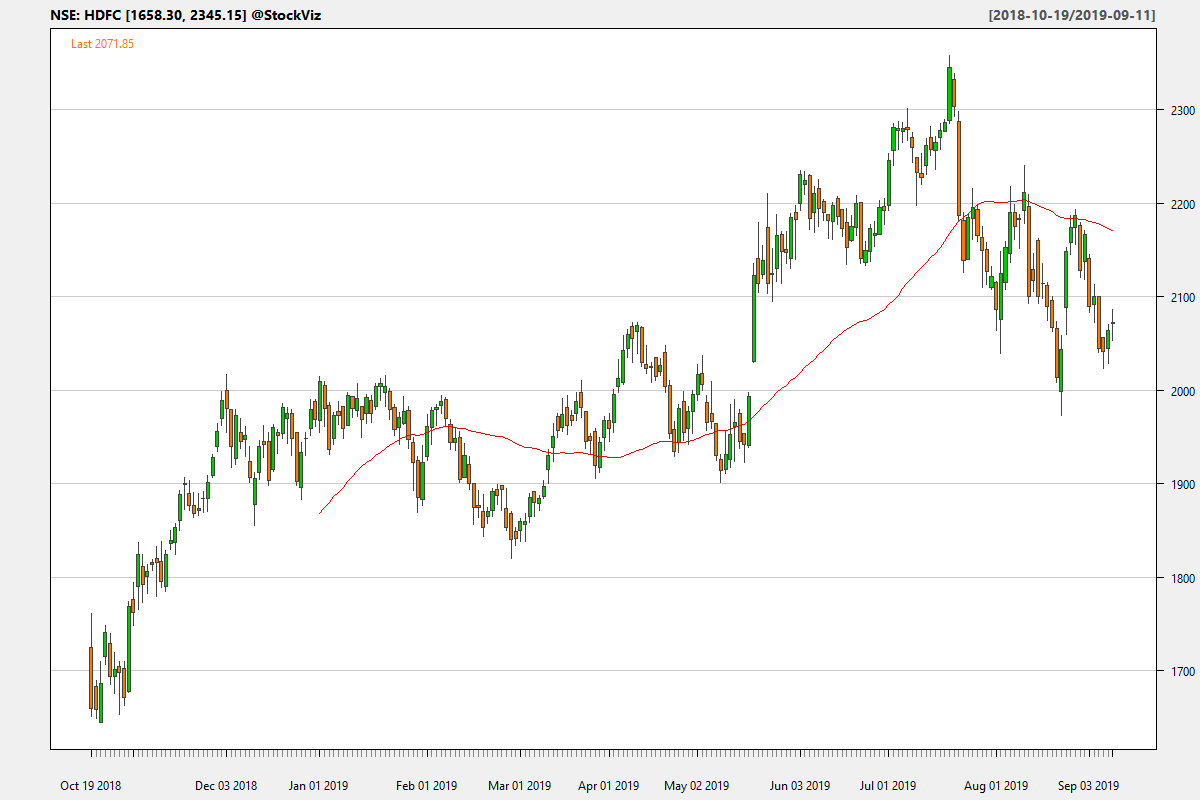 NSE: HDFC [1658.30, 2345.15] @StockViz
[2018-10-19/2019-09-11]
Last 2071.85
2300
2200
2100
2000
1900
1800
1700
Oct 19 2018 Dec 03 2018 Jan 01 2019 Feb 01 2019 Mar 01 2019 Apr 01 2019 May 02 2019 Jun 03 2019 Jul 01 2019 Aug 01 2019 Sep 03 2019